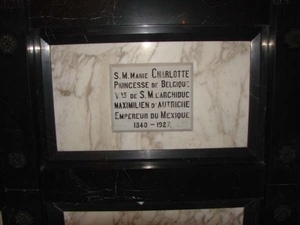 S.M. MARIE CHARLOTTE
PRINCESSE DE BELGIQUE
VVE DE S.M. L'ARCHIDUC
MAXIMILIEN D'AUTRICHE
EMPEREUR DU MEXIQUE
1840-1927